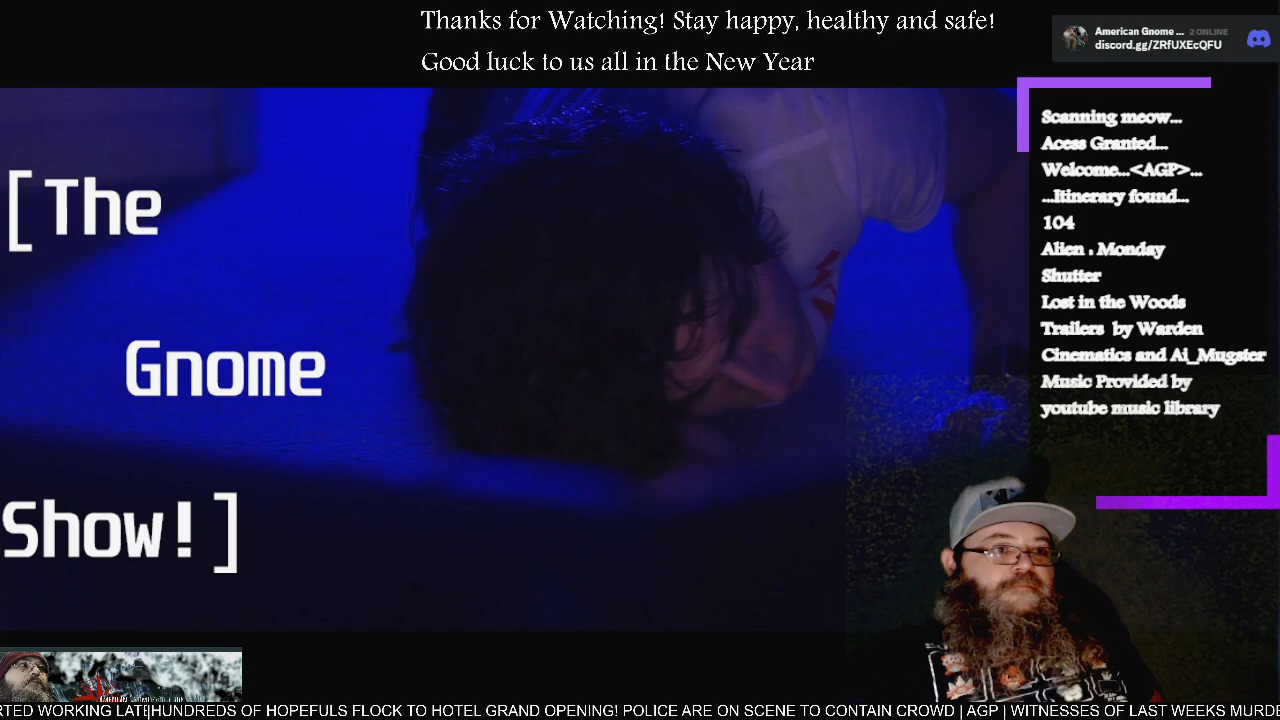 Thanks for Watching! Stay happy, healthy and safe!
Good luck to us all in the New Year
American Gnome ... 2 ONLINE
discord.gg/ZRfUXEcQFU
Scanning meow...
Acess Granted...
Welcome...<AGP>...
...Itinerary found...
104
Alien . Monday
Shutter
Lost in the Woods
Trailers by Warden
Cinematics and Ai_Mugster
Music Provided by
youtube music library
[The
Gnome
Show!]
RTED WORKING LATE|HUNDREDS OF HOPEFULS FLOCK TO HOTEL GRAND OPENING! POLICE ARE ON SCENE TO CONTAIN CROWD | AGP | WITNESSES OF LAST WEEKS MURDE